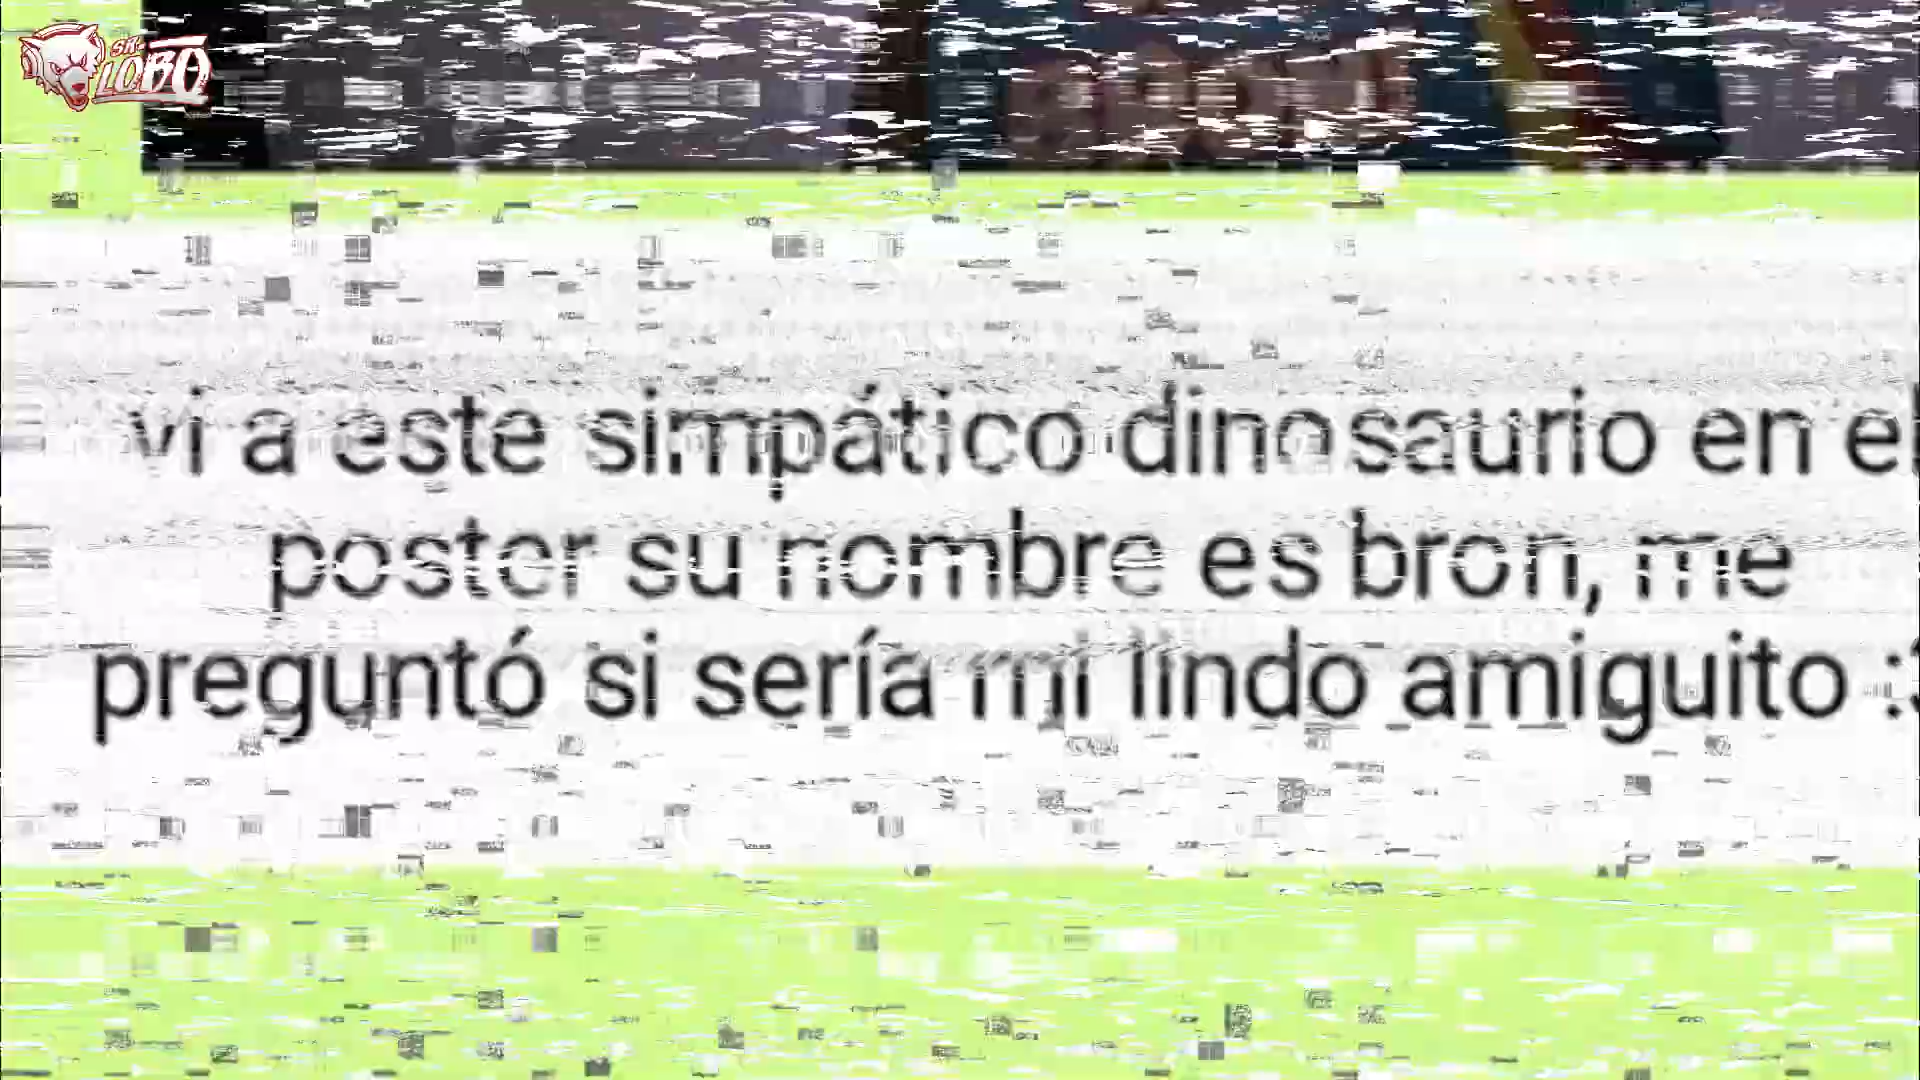 SR. LOBO
vi a este simpático dinosaurio en el
poster su nombre es bron, me
preguntó si sería mi lindo amiguito :3